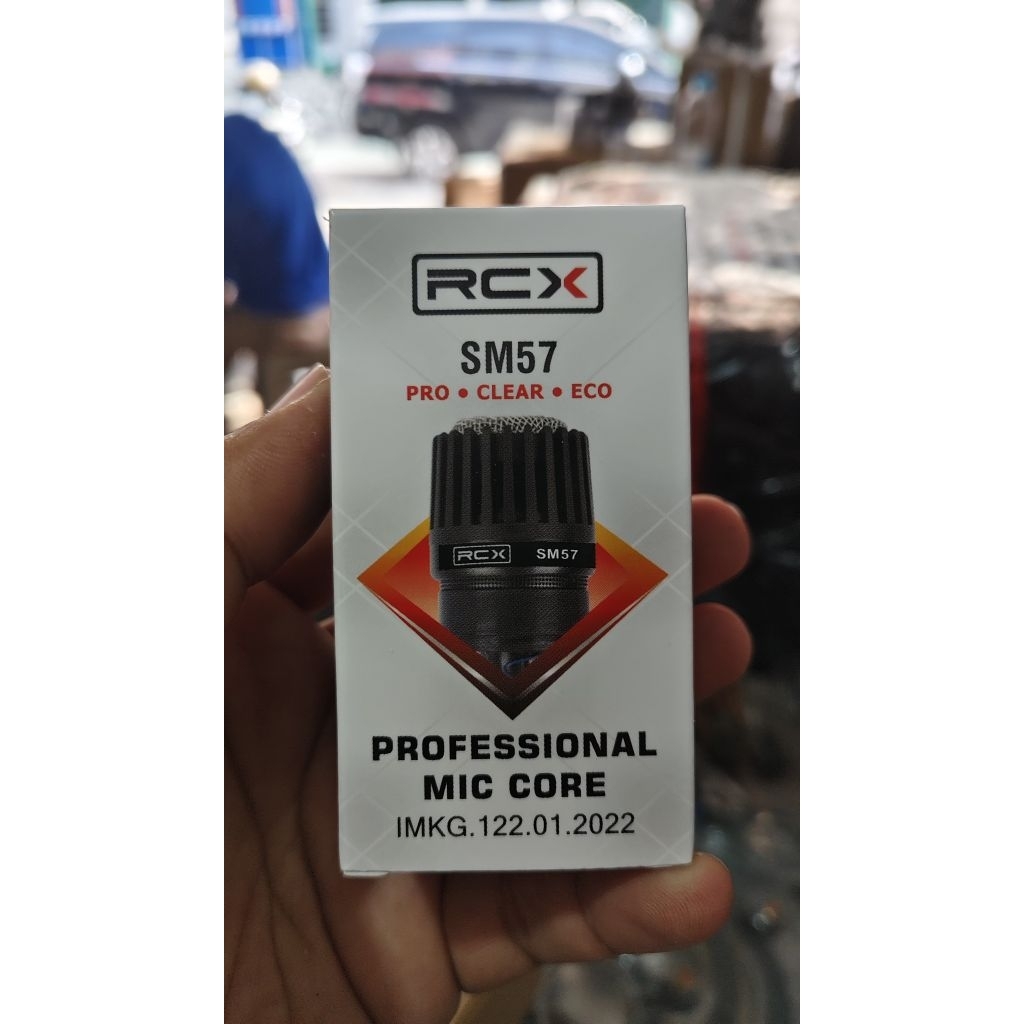 RCX
SM57
PRO • CLEAR • ECO
RCX SM57
PROFESSIONAL
MIC CORE
IMKG.122.01.2022